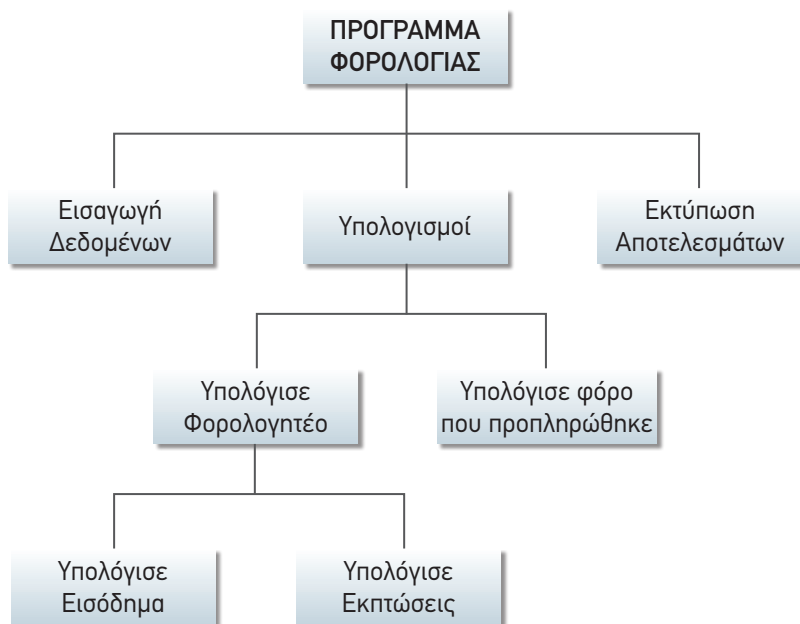 ΠΡΟΓΡΑΜΜΑ
ΦΟΡΟΛΟΓΙΑΣ
Εισαγωγή
Δεδομένων
Υπολογισμοί
Εκτύπωση
Αποτελεσμάτων
Υπολόγισε
Φορολογητέο
Υπολόγισε φόρο
που προπληρώθηκε
Υπολόγισε
Εισόδημα
Υπολόγισε
Εκπτώσεις